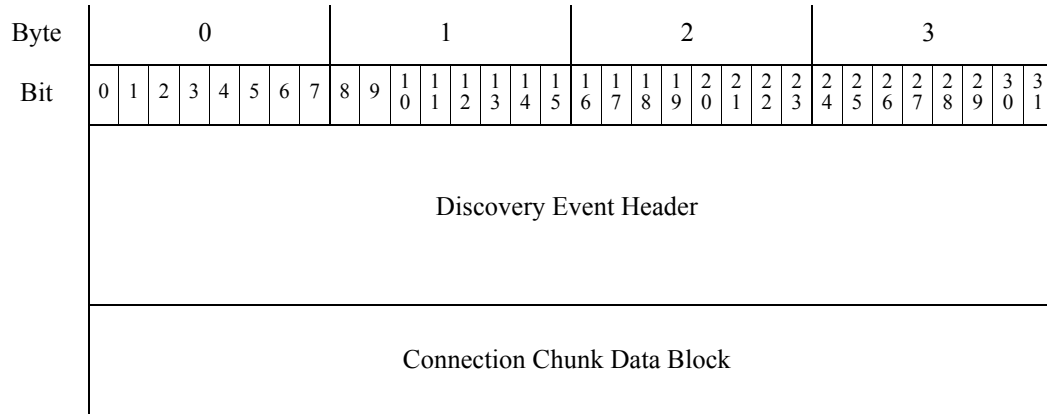 Byte 0 1 2 3
Bit 0 1 2 3 4 5 6 7 8 9 10 11 12 13 14 15 16 17 18 19 20 21 22 23 24 25 26 27 28 29 30 31
Discovery Event Header
Connection Chunk Data Block